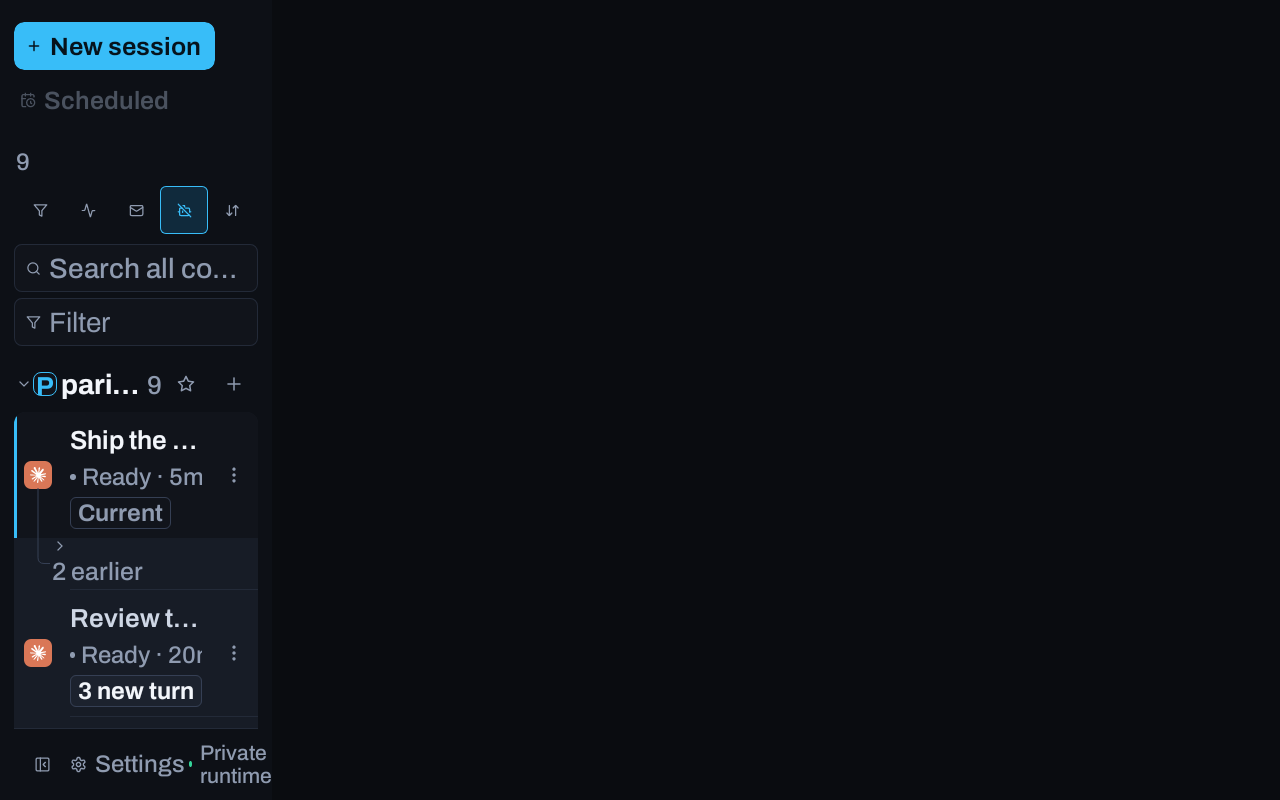 + New session
Scheduled
9
Search all co…
Filter
P pari… 9
Ship the …
Ready · 5m
Current
2 earlier
Review t…
Ready · 20
3 new turn
Settings
Private
runtime